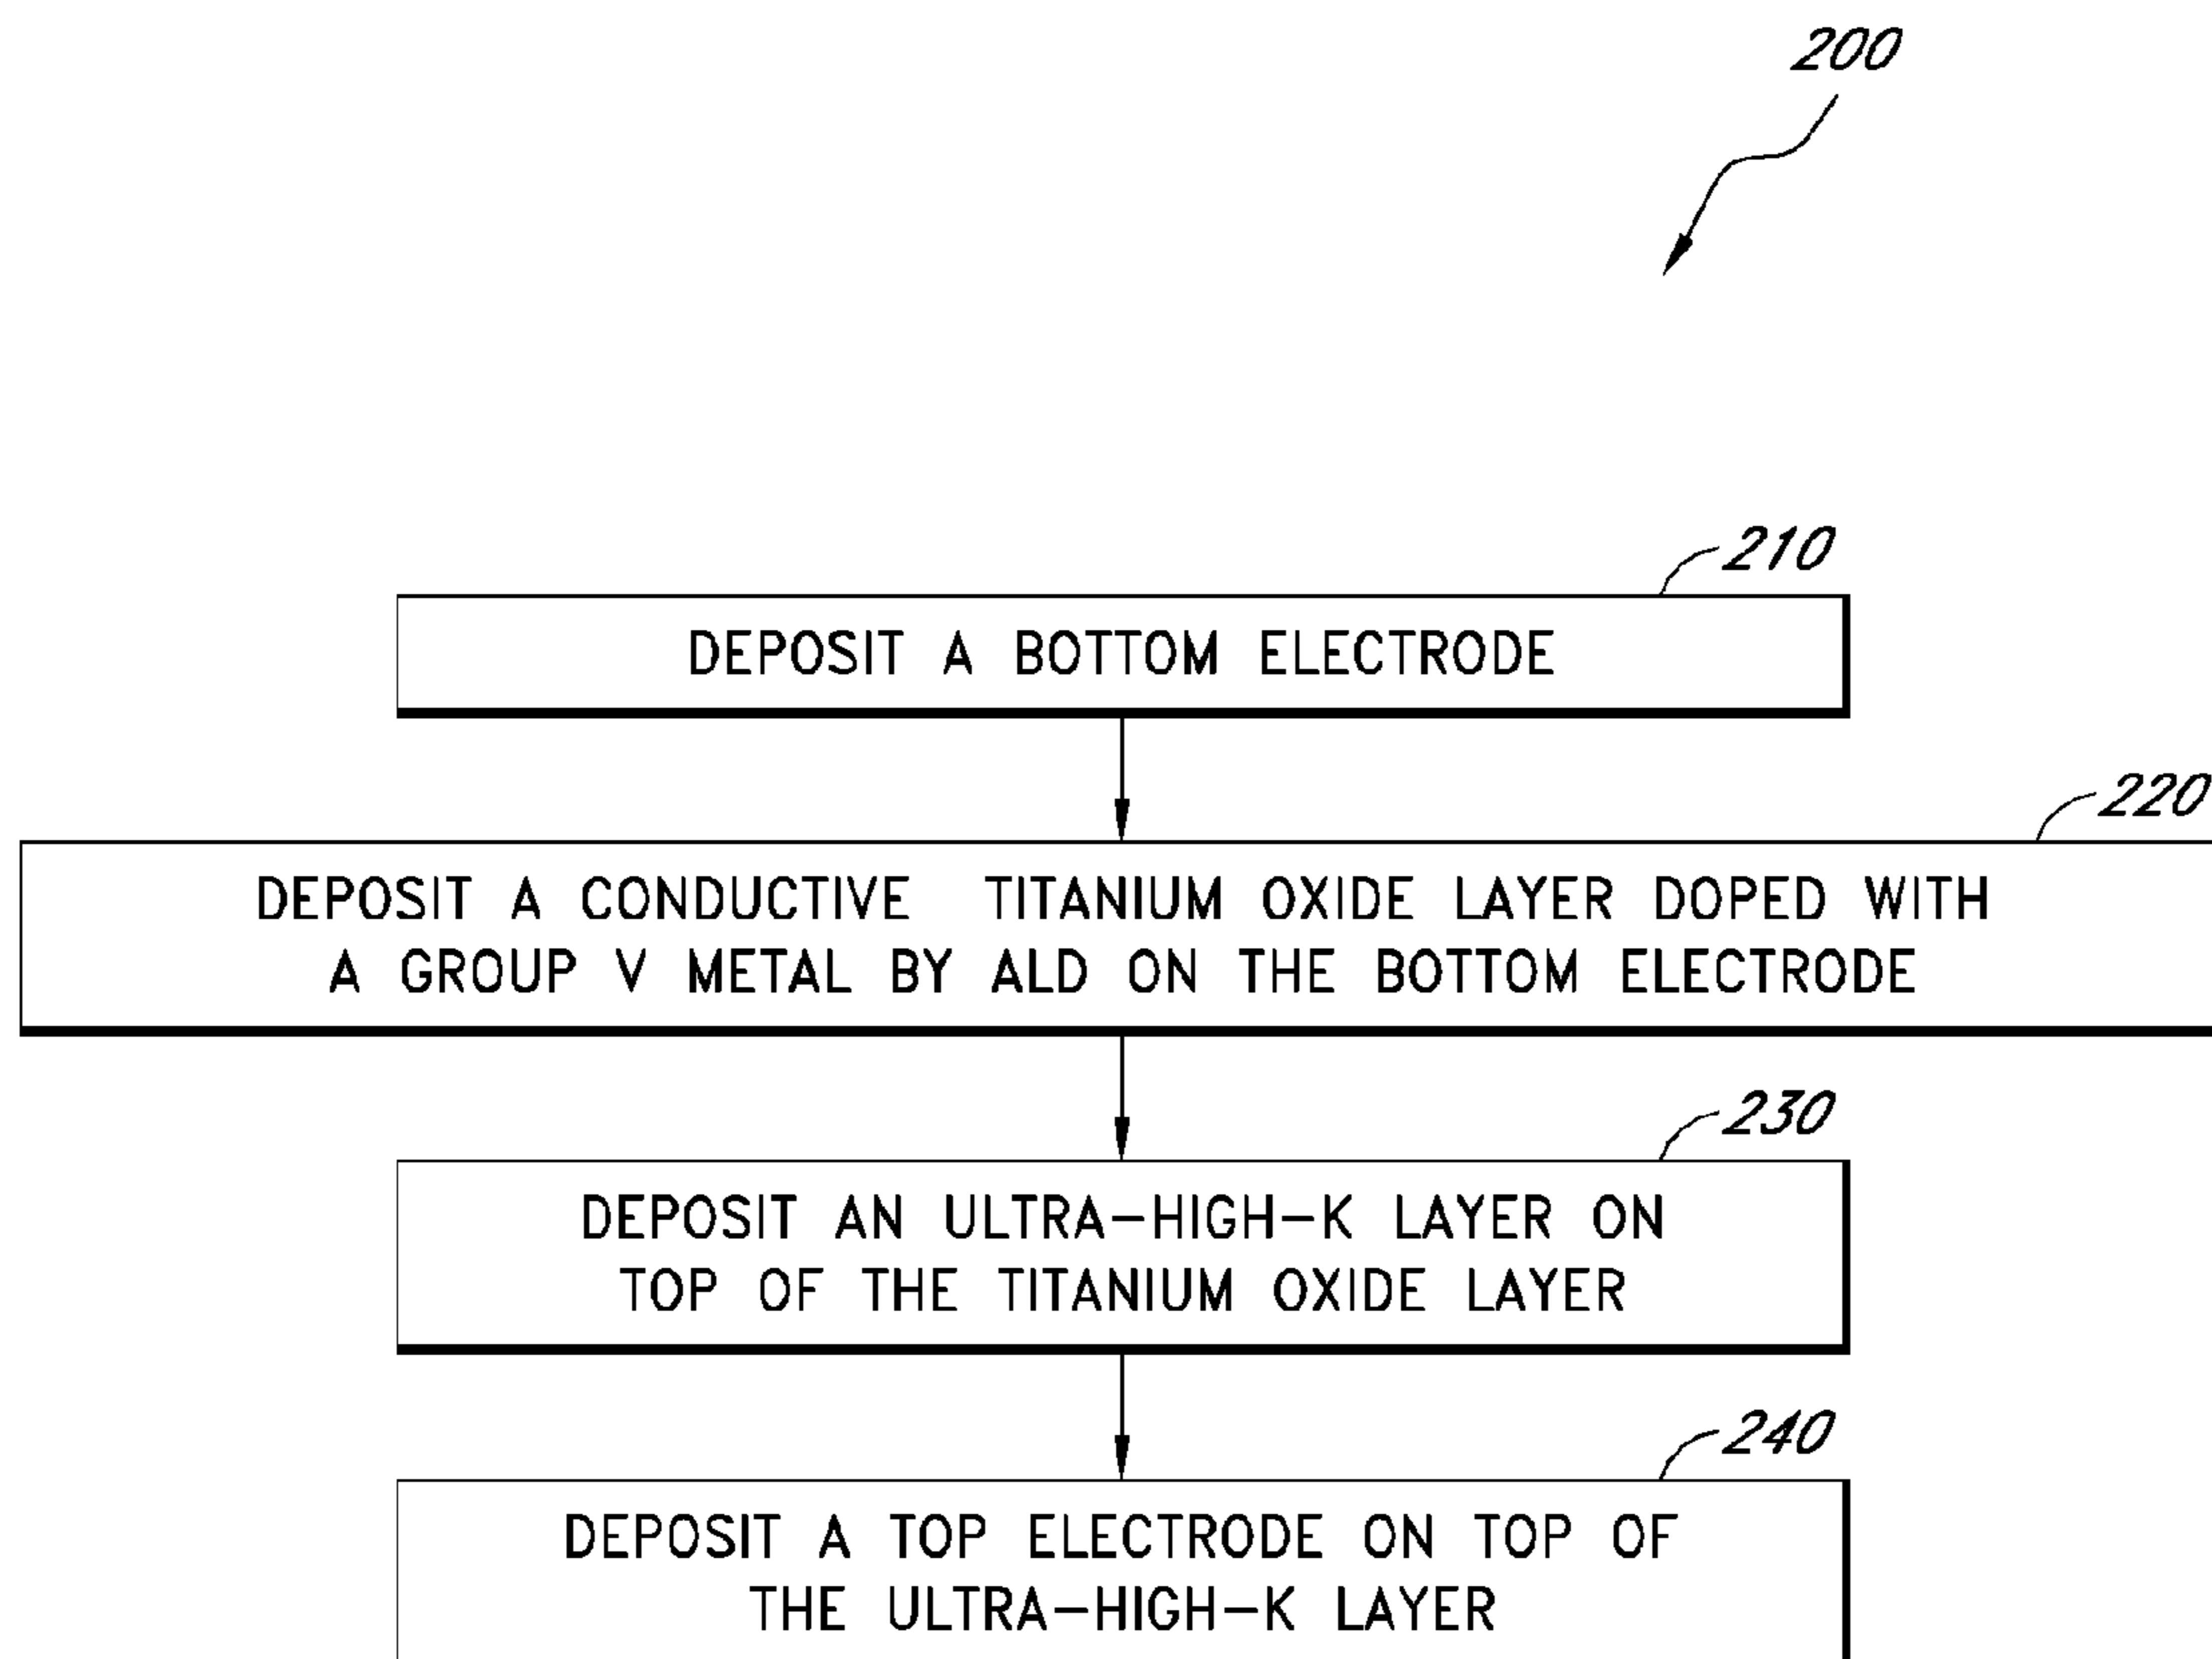 200
210
DEPOSIT A BOTTOM ELECTRODE
220
DEPOSIT A CONDUCTIVE TITANIUM OXIDE LAYER DOPED WITH
A GROUP V METAL BY ALD ON THE BOTTOM ELECTRODE
230
DEPOSIT AN ULTRA-HIGH-K LAYER ON
TOP OF THE TITANIUM OXIDE LAYER
240
DEPOSIT A TOP ELECTRODE ON TOP OF
THE ULTRA-HIGH-K LAYER